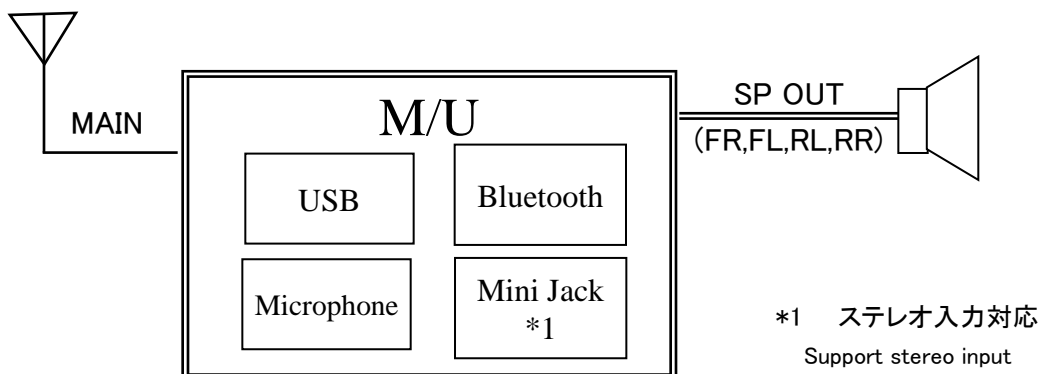 MAIN
M/U
USB
Bluetooth
Microphone
Mini Jack
*1
SP OUT
(FR,FL,RL,RR)
*1 ステレオ入力対応
Support stereo input